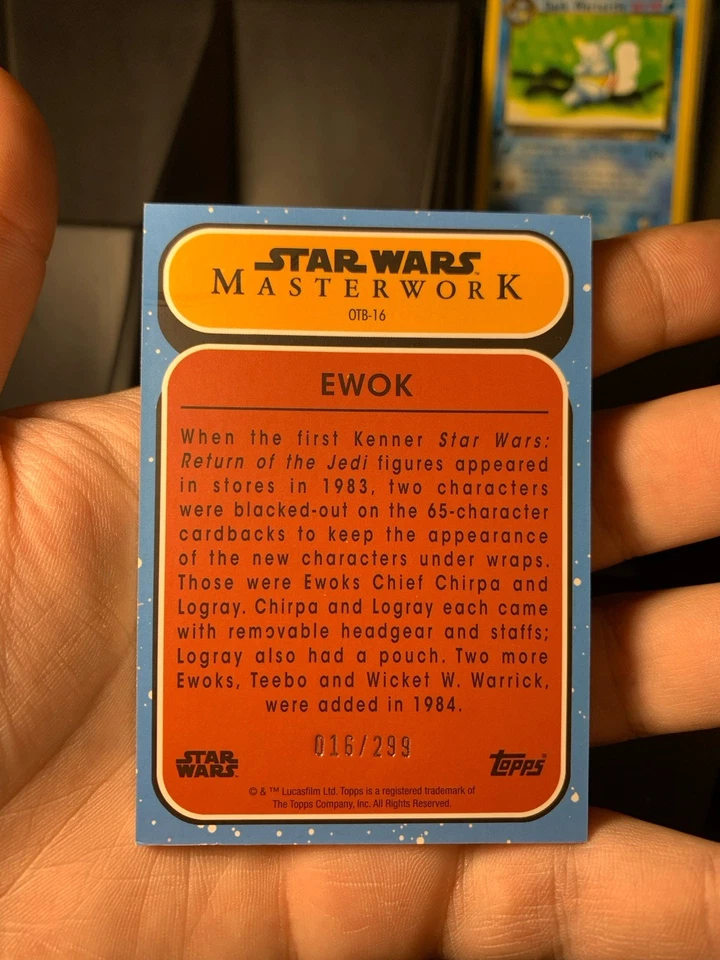 STAR WARS™
MASTERWORK
OTB-16
EWOK
When the first Kenner Star Wars:
Return of the Jedi figures appeared
in stores in 1983, two characters
were blacked-out on the 65-character
cardbacks to keep the appearance
of the new characters under wraps.
Those were Ewoks Chief Chirpa and
Logray. Chirpa and Logray each came
with removable headgear and staffs;
Logray also had a pouch. Two more
Ewoks, Teebo and Wicket W. Warrick,
were added in 1984.
016/299
STAR
WARS
Topps®
© & ™ Lucasfilm Ltd. Topps is a registered trademark of
The Topps Company, Inc. All Rights Reserved.